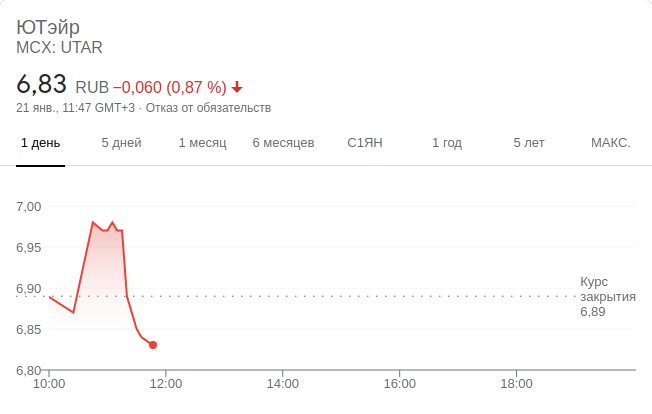 ЮТэйр
MCX: UTAR
6,83 RUB −0,060 (0,87 %)
21 янв., 11:47 GMT+3 · Отказ от обязательств
1 день 5 дней 1 месяц 6 месяцев С1ЯН 1 год 5 лет МАКС.
7,00
6,95
6,90
Курс
закрытия
6,89
6,85
6,80
10:00 12:00 14:00 16:00 18:00